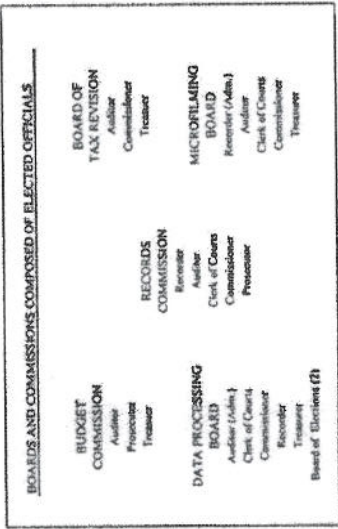 BOARDS AND COMMISSIONS COMPOSED OF ELECTED OFFICIALS
BUDGET
COMMISSION
Auditor
Prosecutor
Treasurer
RECORDS
COMMISSION
Recorder
Auditor
Clerk of Courts
Commissioner
Prosecutor
BOARD OF
TAX REVISION
Auditor
Commissioner
Treasurer
DATA PROCESSING
BOARD
Auditor (Adm.)
Clerk of Courts
Commissioner
Recorder
Treasurer
Board of Elections (2)
MICROFILMING
BOARD
Recorder (Adm.)
Auditor
Clerk of Courts
Commissioner
Treasurer